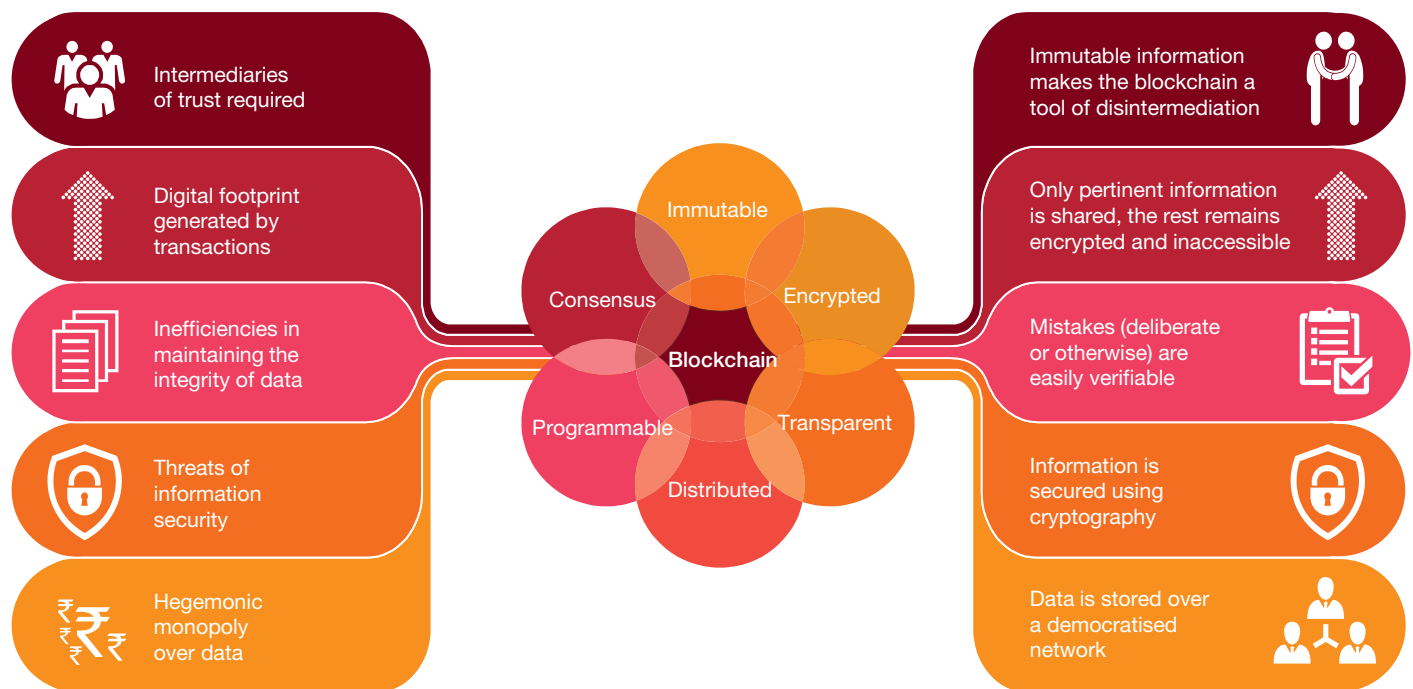 Intermediaries
of trust required
Digital footprint
generated by
transactions
Inefficiencies in
maintaining the
integrity of data
Threats of
information
security
₹ ₹ ₹ ₹ ₹
Hegemonic
monopoly
over data
Immutable
Consensus
Encrypted
Blockchain
Programmable
Transparent
Distributed
Immutable information
makes the blockchain a
tool of disintermediation
Only pertinent information
is shared, the rest remains
encrypted and inaccessible
Mistakes (deliberate
or otherwise) are
easily verifiable
Information is
secured using
cryptography
Data is stored over
a democratised
network